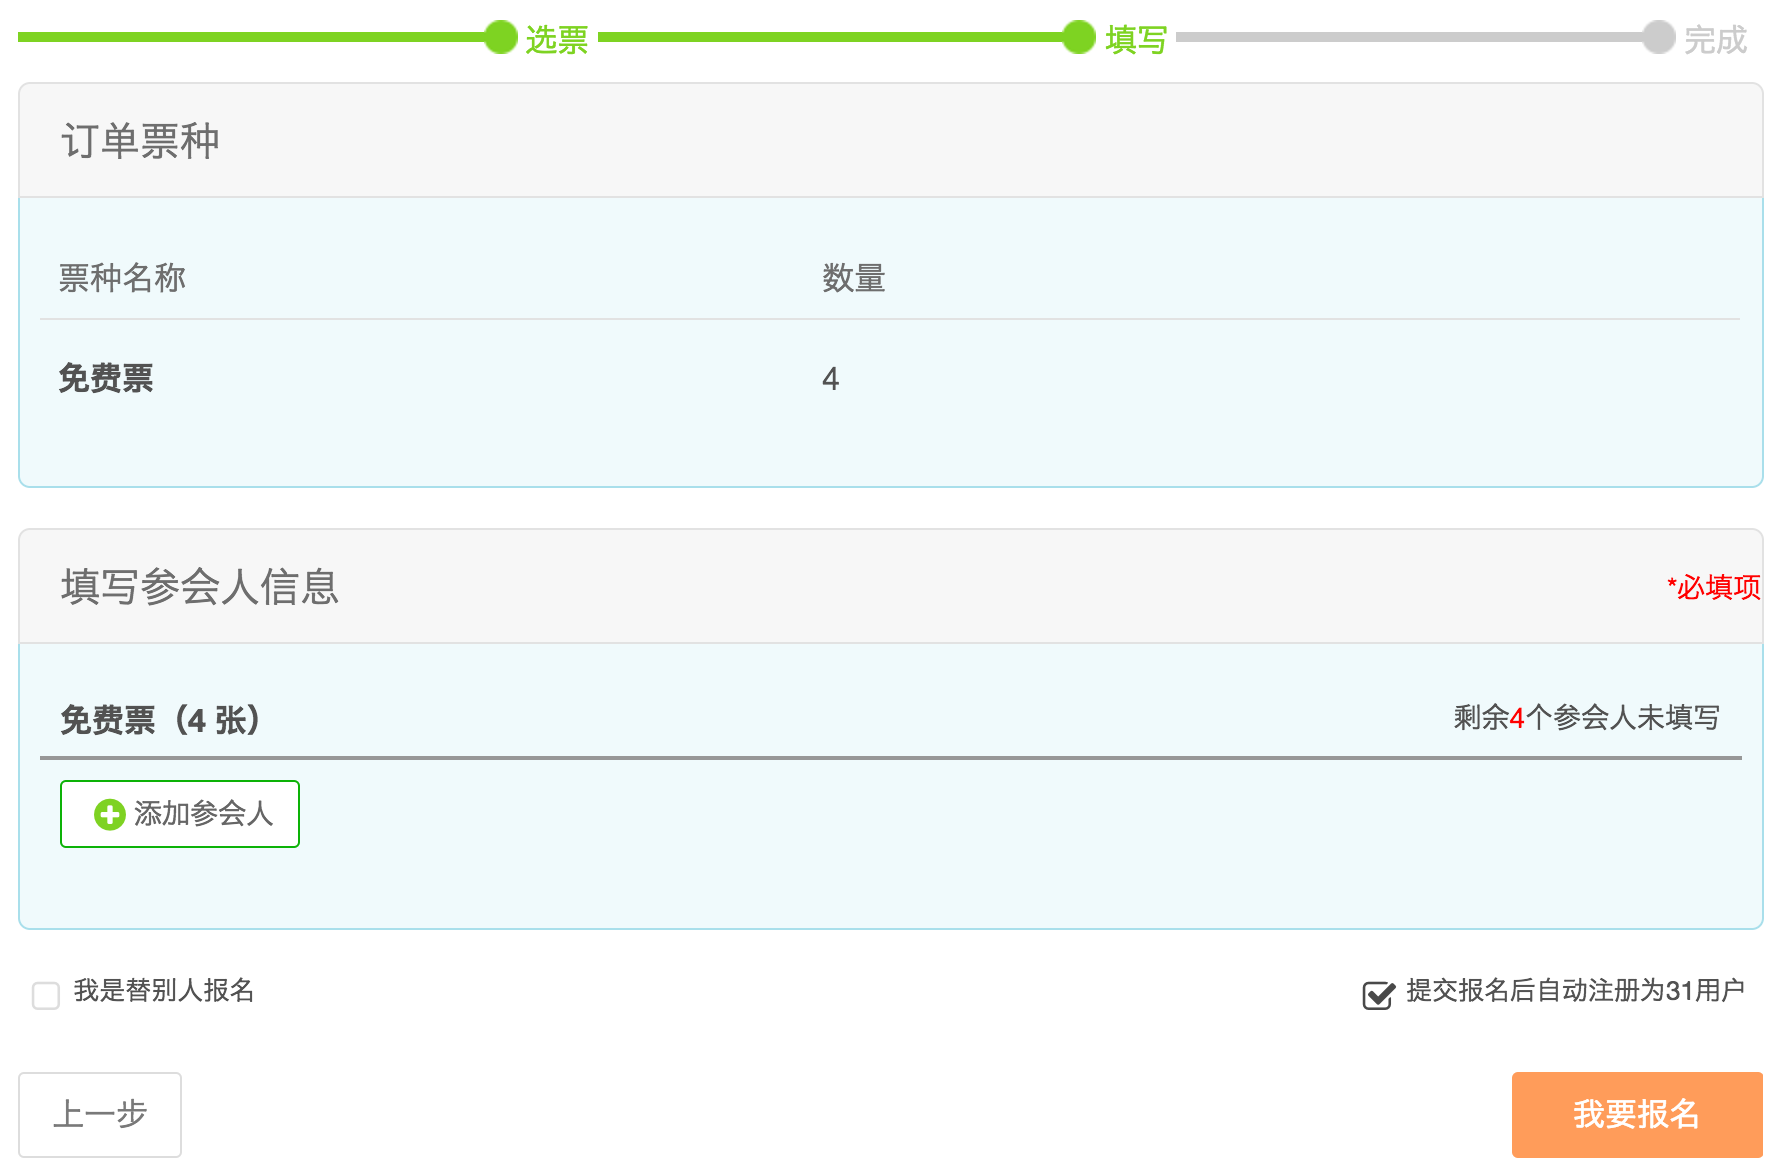 选票 填写 完成
订单票种
票种名称 数量
免费票 4
填写参会人信息 *必填项
免费票（4 张） 剩余4个参会人未填写
添加参会人
我是替别人报名 提交报名后自动注册为31用户
上一步 我要报名